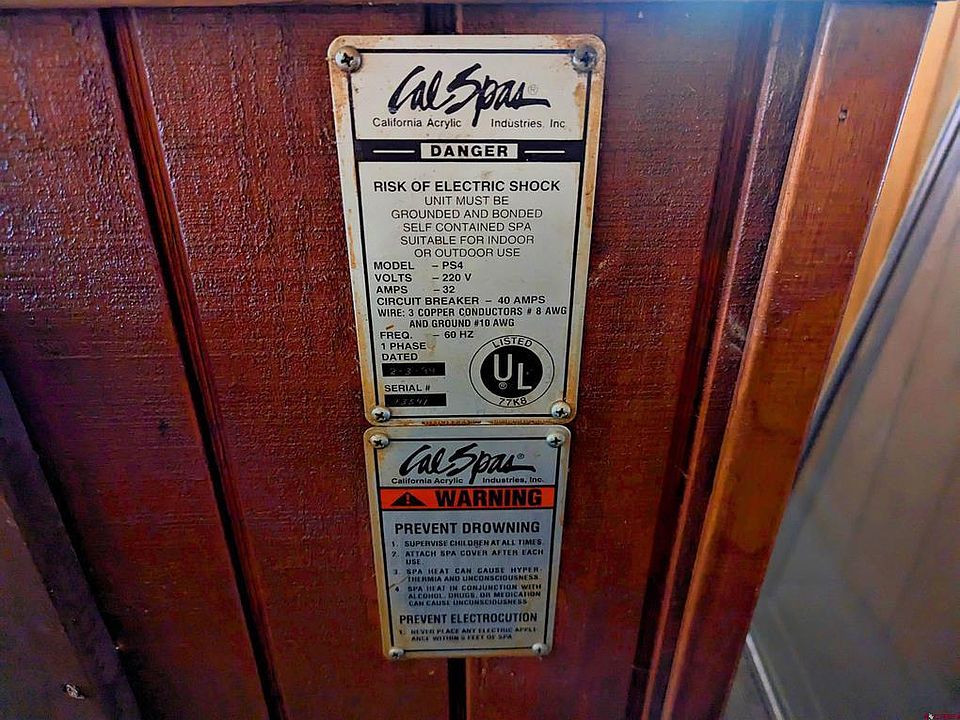 Cal Spas®
California Acrylic Industries, Inc.
DANGER
RISK OF ELECTRIC SHOCK
UNIT MUST BE
GROUNDED AND BONDED
SELF CONTAINED SPA
SUITABLE FOR INDOOR
OR OUTDOOR USE
MODEL – PS4
VOLTS – 220 V
AMPS – 32
CIRCUIT BREAKER – 40 AMPS
WIRE: 3 COPPER CONDUCTORS # 8 AWG
AND GROUND #10 AWG
FREQ. – 60 HZ
1 PHASE
DATED
SERIAL #
LISTED
UL®
77K8
Cal Spas®
California Acrylic Industries, Inc.
WARNING
PREVENT DROWNING
1. SUPERVISE CHILDREN AT ALL TIMES.
2. ATTACH SPA COVER AFTER EACH
USE.
3. SPA HEAT CAN CAUSE HYPER-
THERMIA AND UNCONSCIOUSNESS.
4. SPA HEAT IN CONJUNCTION WITH
ALCOHOL, DRUGS, OR MEDICATION
CAN CAUSE UNCONSCIOUSNESS
PREVENT ELECTROCUTION
1. NEVER PLACE ANY ELECTRIC APPLI-
ANCE WITHIN 5 FEET OF SPA